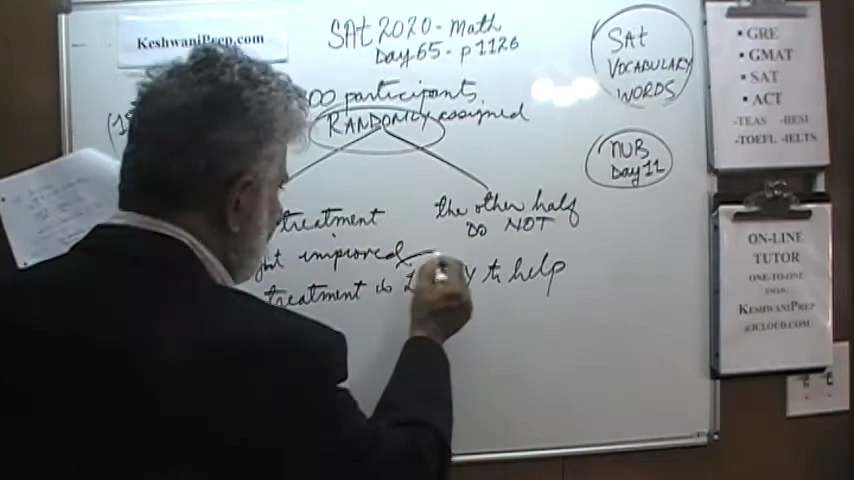 KeshwaniPrep.com
SAt 2020 - Math
Day 65 - p1126
SAt
VOCABULARY
WORDS
00 participants
RANDOMLY assigned
NUB
Day 11
treatment
the other half
DO NOT
improved
treatment is
to help
▪ GRE
▪ GMAT
▪ SAT
▪ ACT
-TEAS -HESI
-TOEFL -IELTS
ON-LINE
TUTOR
ONE-TO-ONE
EMAIL
KESHWANIPREP
@ICLOUD.COM